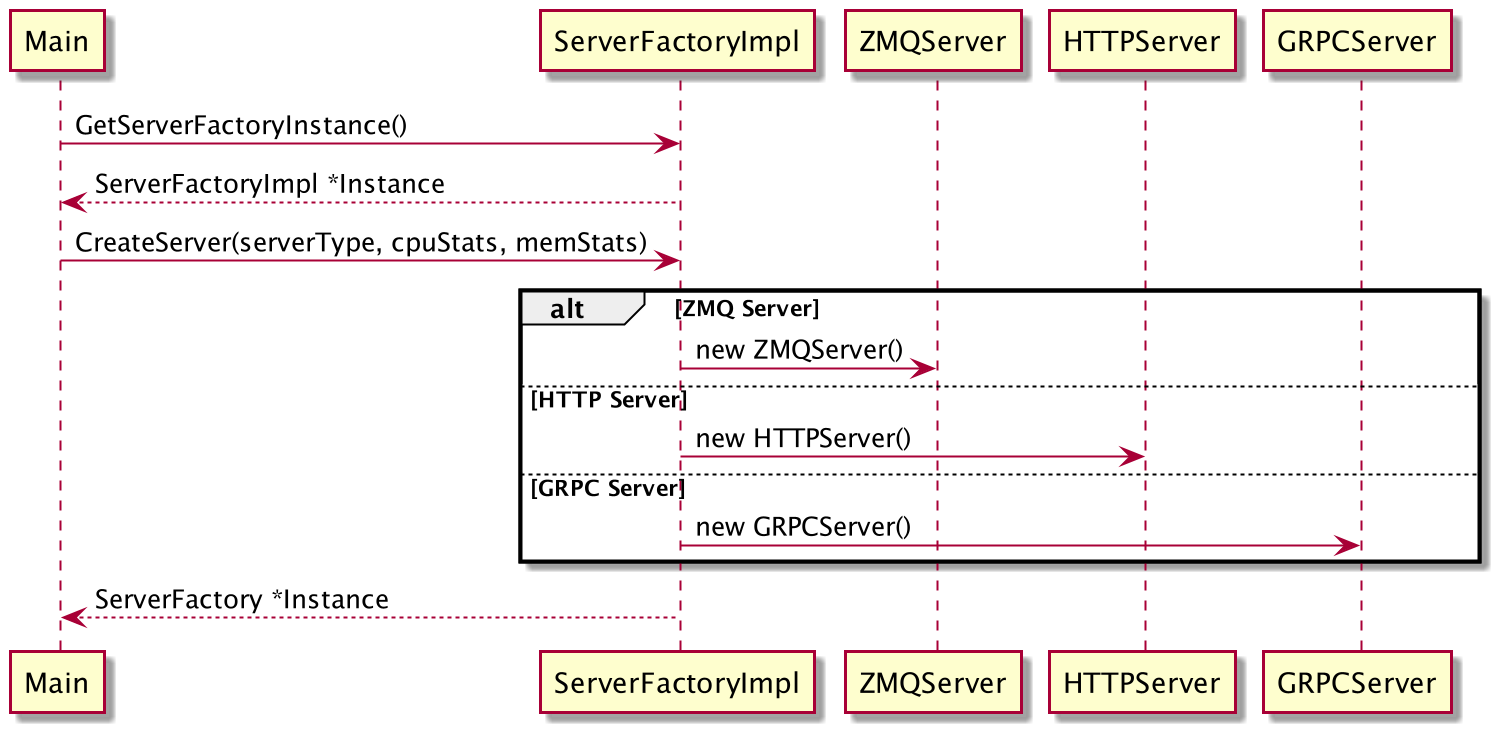 Main
ServerFactoryImpl
ZMQServer
HTTPServer
GRPCServer
GetServerFactoryInstance()
ServerFactoryImpl *Instance
CreateServer(serverType, cpuStats, memStats)
alt
[ZMQ Server]
new ZMQServer()
[HTTP Server]
new HTTPServer()
[GRPC Server]
new GRPCServer()
ServerFactory *Instance
Main
ServerFactoryImpl
ZMQServer
HTTPServer
GRPCServer